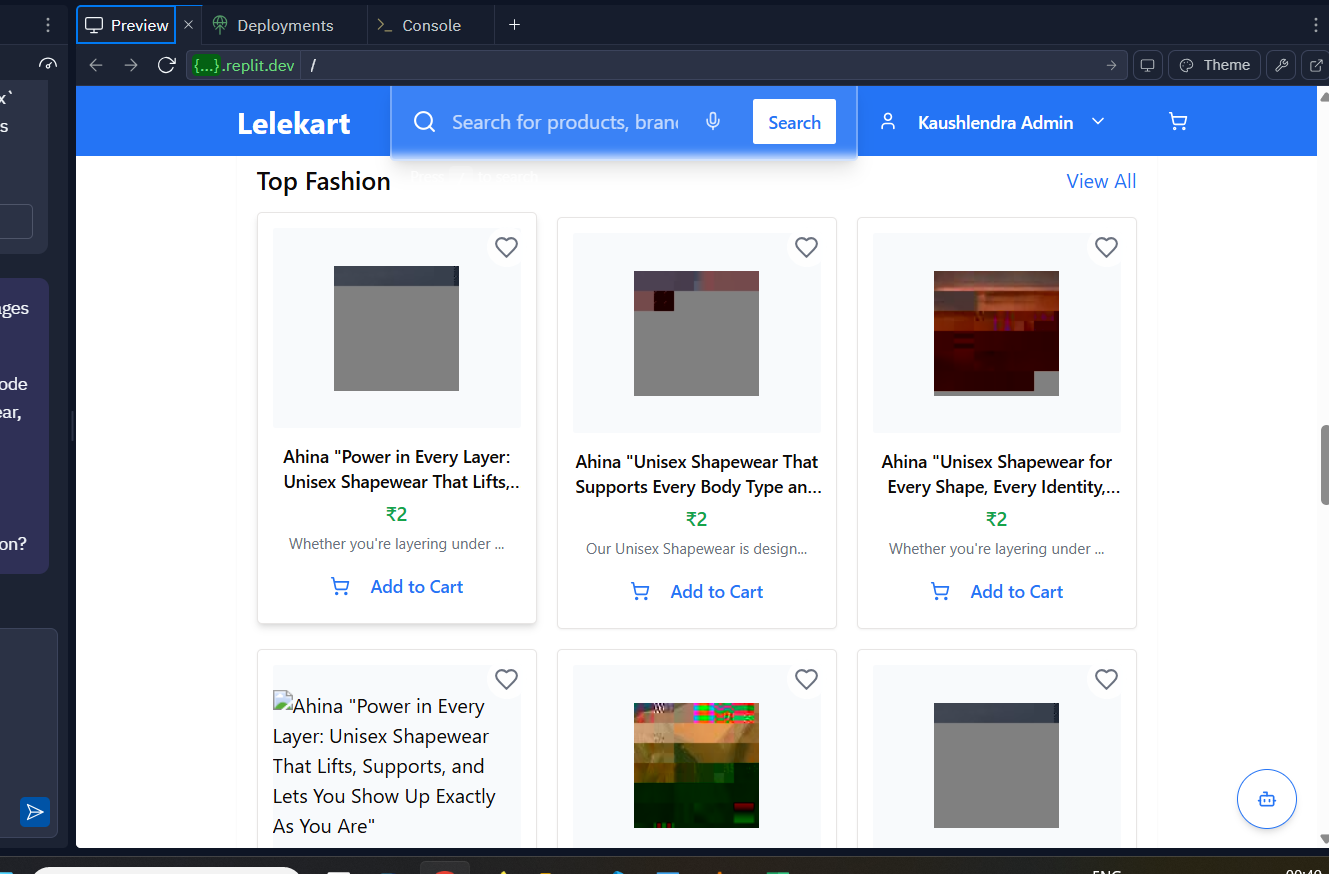 Preview
Deployments
Console
{...}.replit.dev
/
Theme
x`
s
ages
ode
ear,
on?
Lelekart
Search for products, bran
Search
Kaushlendra Admin
Top Fashion
View All
Ahina "Power in Every Layer:
Unisex Shapewear That Lifts,...
₹2
Whether you're layering under ...
Add to Cart
Ahina "Unisex Shapewear That
Supports Every Body Type an...
₹2
Our Unisex Shapewear is design...
Add to Cart
Ahina "Unisex Shapewear for
Every Shape, Every Identity,...
₹2
Whether you're layering under ...
Add to Cart
Ahina "Power in Every
Layer: Unisex Shapewear
That Lifts, Supports, and
Lets You Show Up Exactly
As You Are"